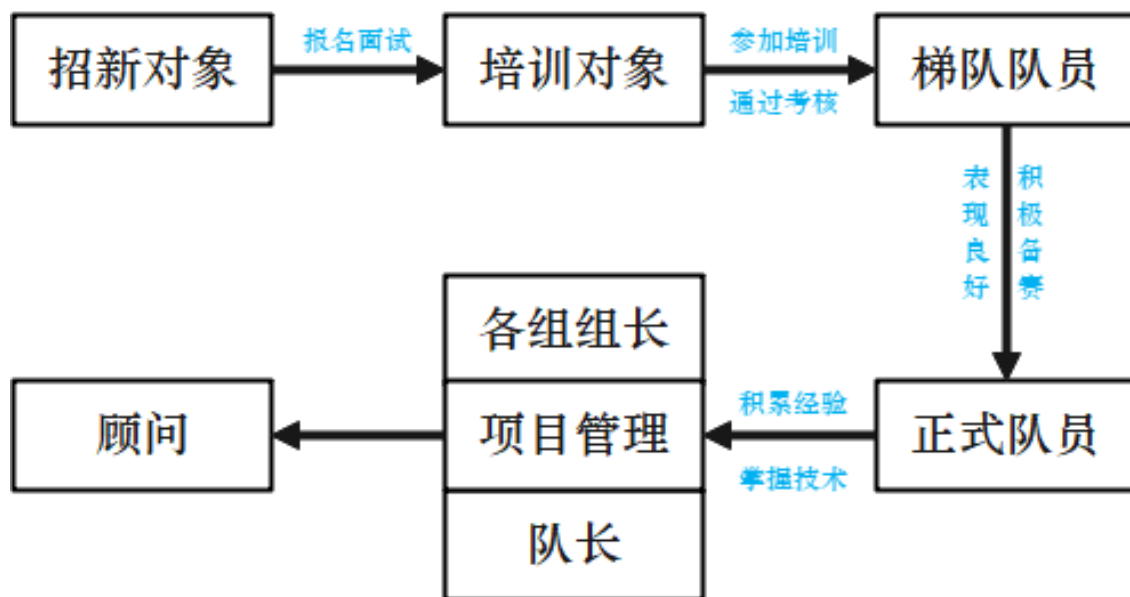 招新对象
报名面试
培训对象
参加培训
通过考核
梯队队员
表现良好
积极备赛
正式队员
积累经验
掌握技术
各组组长
项目管理
队长
顾问